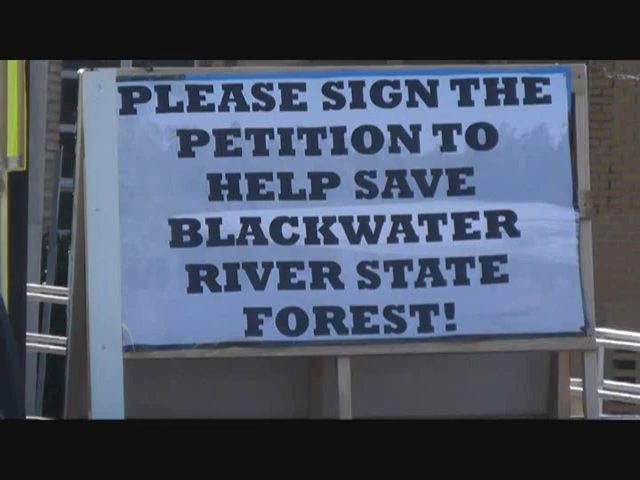 PLEASE SIGN THE
PETITION TO
HELP SAVE
BLACKWATER
RIVER STATE
FOREST!